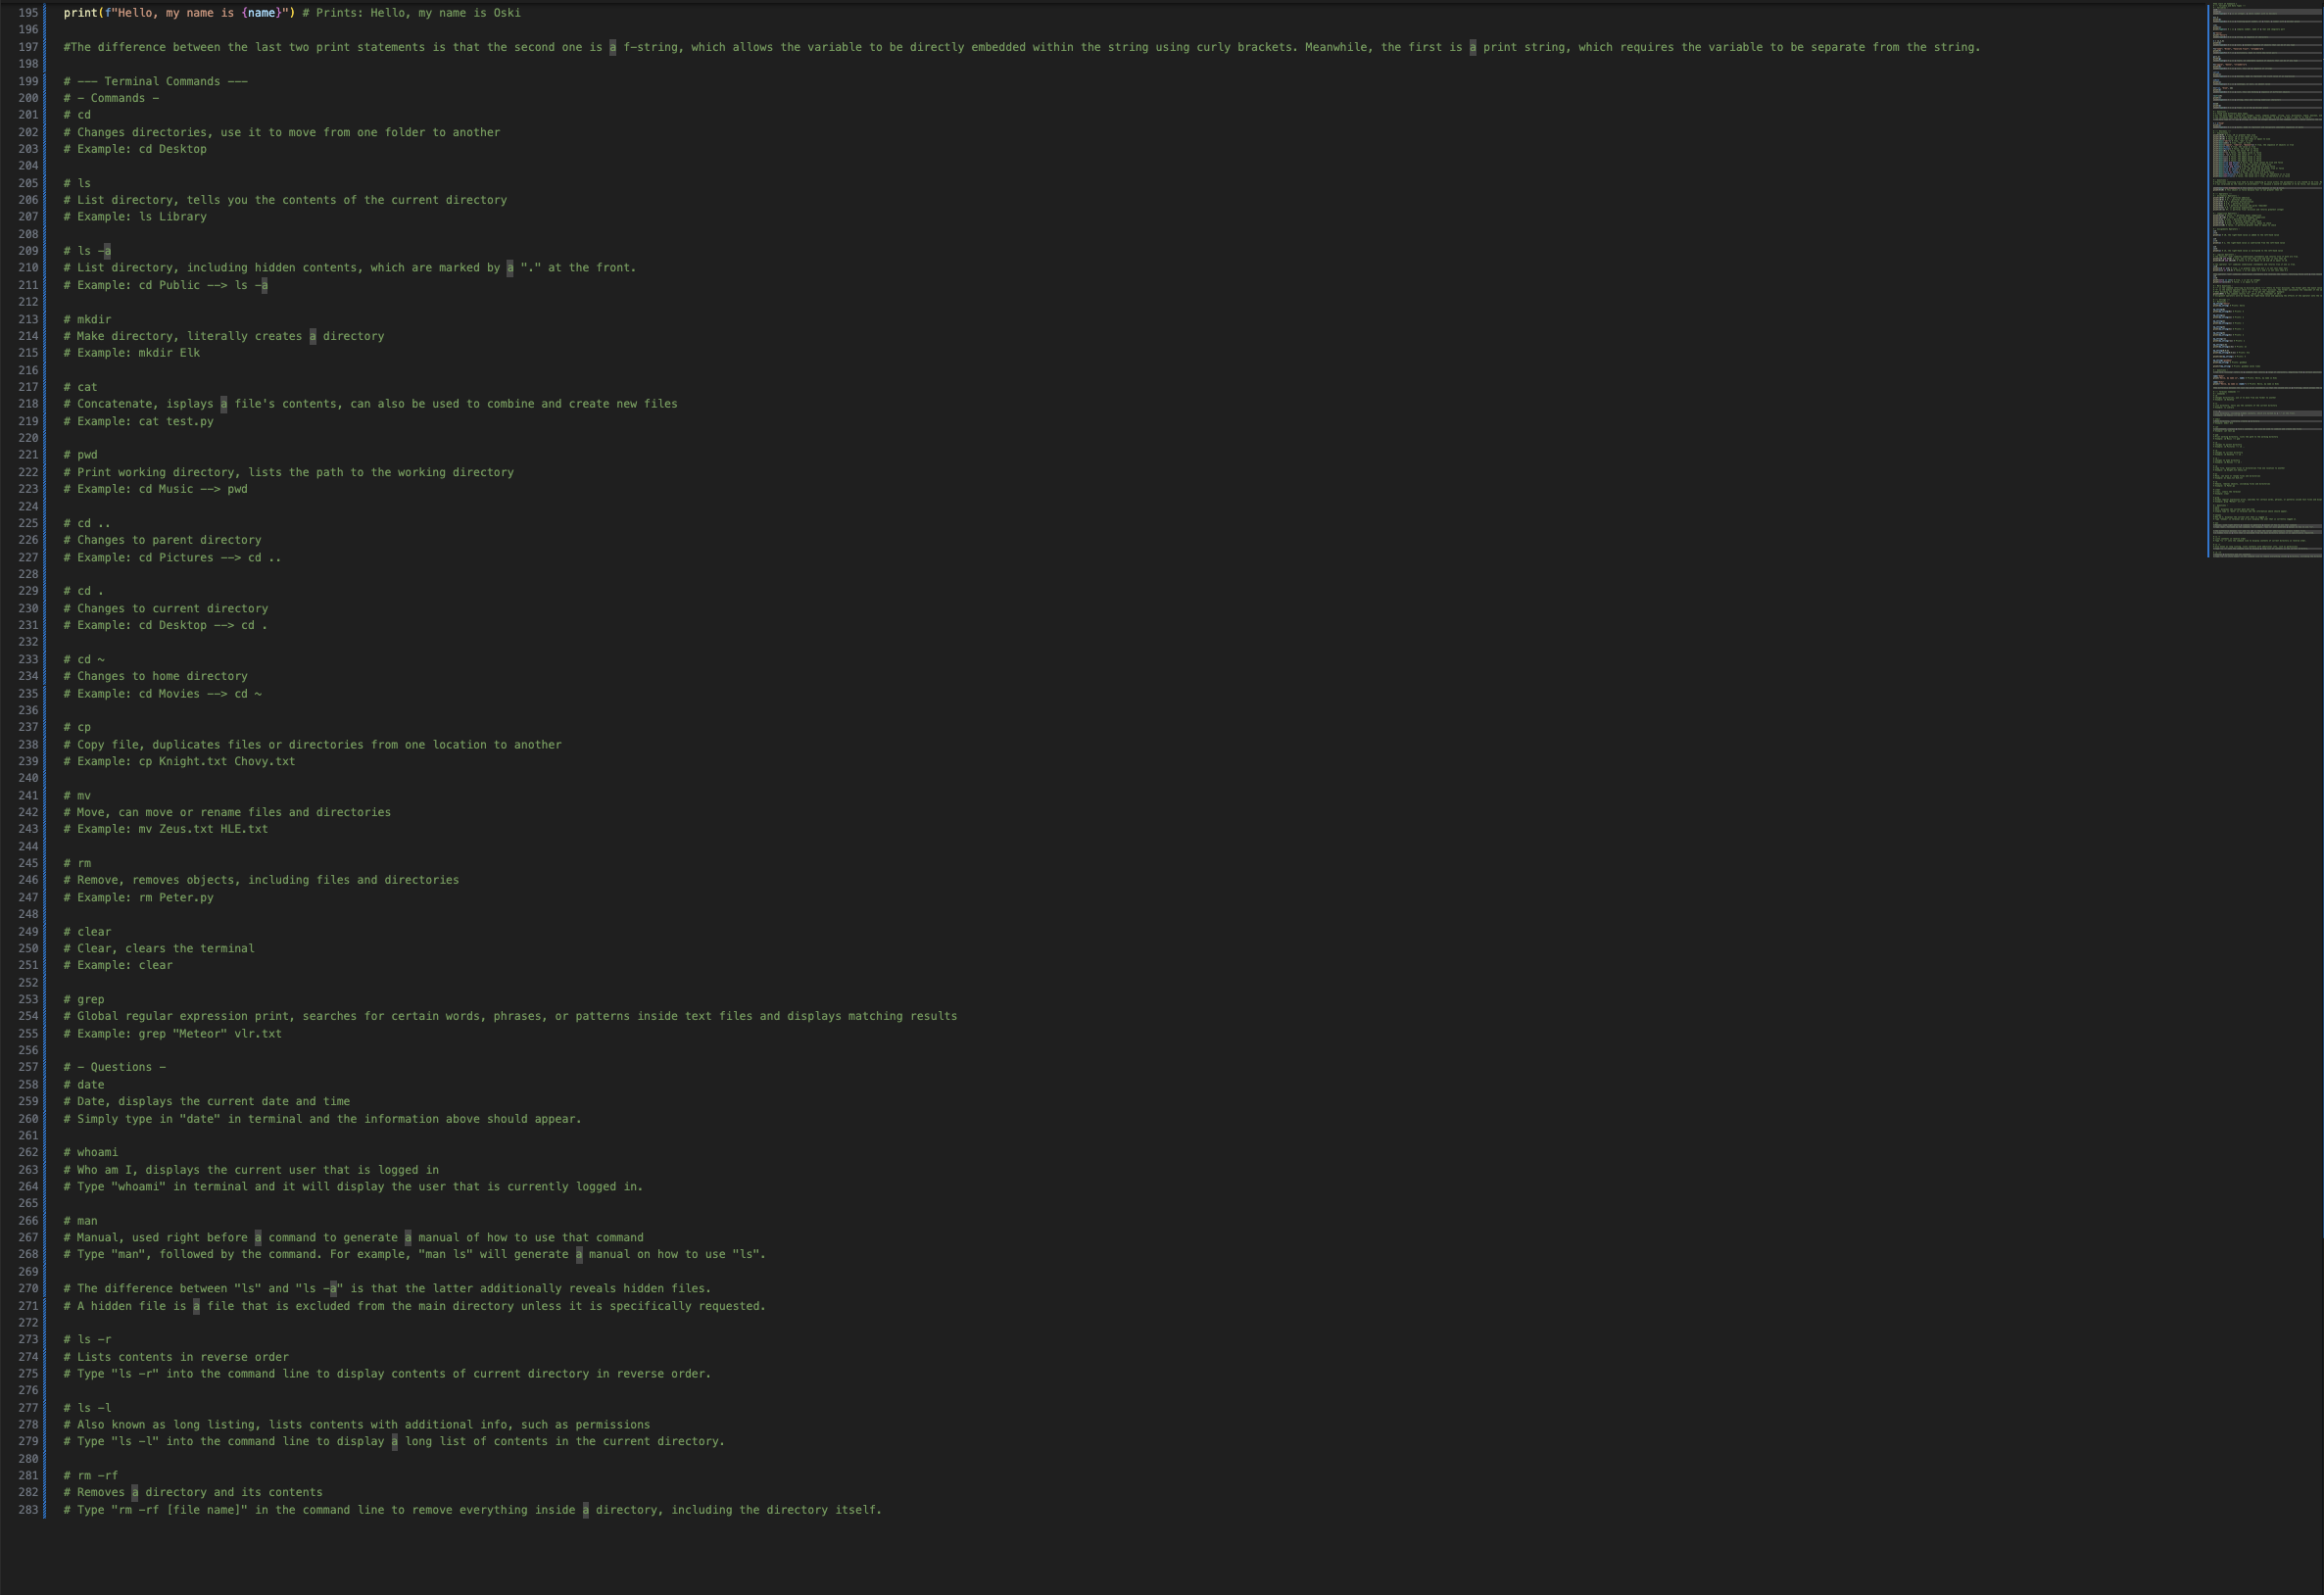 195 print(f"Hello, my name is {name}") # Prints: Hello, my name is Oski
196
197 #The difference between the last two print statements is that the second one is a f-string, which allows the variable to be directly embedded within the string using curly brackets. Meanwhile, the first is a print string, which requires the variable to be separate from the string.
198
199 # --- Terminal Commands ---
200 # - Commands -
201 # cd
202 # Changes directories, use it to move from one folder to another
203 # Example: cd Desktop
204
205 # ls
206 # List directory, tells you the contents of the current directory
207 # Example: ls Library
208
209 # ls -a
210 # List directory, including hidden contents, which are marked by a "." at the front.
211 # Example: cd Public --> ls -a
212
213 # mkdir
214 # Make directory, literally creates a directory
215 # Example: mkdir Elk
216
217 # cat
218 # Concatenate, isplays a file's contents, can also be used to combine and create new files
219 # Example: cat test.py
220
221 # pwd
222 # Print working directory, lists the path to the working directory
223 # Example: cd Music --> pwd
224
225 # cd ..
226 # Changes to parent directory
227 # Example: cd Pictures --> cd ..
228
229 # cd .
230 # Changes to current directory
231 # Example: cd Desktop --> cd .
232
233 # cd ~
234 # Changes to home directory
235 # Example: cd Movies --> cd ~
236
237 # cp
238 # Copy file, duplicates files or directories from one location to another
239 # Example: cp Knight.txt Chovy.txt
240
241 # mv
242 # Move, can move or rename files and directories
243 # Example: mv Zeus.txt HLE.txt
244
245 # rm
246 # Remove, removes objects, including files and directories
247 # Example: rm Peter.py
248
249 # clear
250 # Clear, clears the terminal
251 # Example: clear
252
253 # grep
254 # Global regular expression print, searches for certain words, phrases, or patterns inside text files and displays matching results
255 # Example: grep "Meteor" vlr.txt
256
257 # - Questions -
258 # date
259 # Date, displays the current date and time
260 # Simply type in "date" in terminal and the information above should appear.
261
262 # whoami
263 # Who am I, displays the current user that is logged in
264 # Type "whoami" in terminal and it will display the user that is currently logged in.
265
266 # man
267 # Manual, used right before a command to generate a manual of how to use that command
268 # Type "man", followed by the command. For example, "man ls" will generate a manual on how to use "ls".
269
270 # The difference between "ls" and "ls -a" is that the latter additionally reveals hidden files.
271 # A hidden file is a file that is excluded from the main directory unless it is specifically requested.
272
273 # ls -r
274 # Lists contents in reverse order
275 # Type "ls -r" into the command line to display contents of current directory in reverse order.
276
277 # ls -l
278 # Also known as long listing, lists contents with additional info, such as permissions
279 # Type "ls -l" into the command line to display a long list of contents in the current directory.
280
281 # rm -rf
282 # Removes a directory and its contents
283 # Type "rm -rf [file name]" in the command line to remove everything inside a directory, including the directory itself.